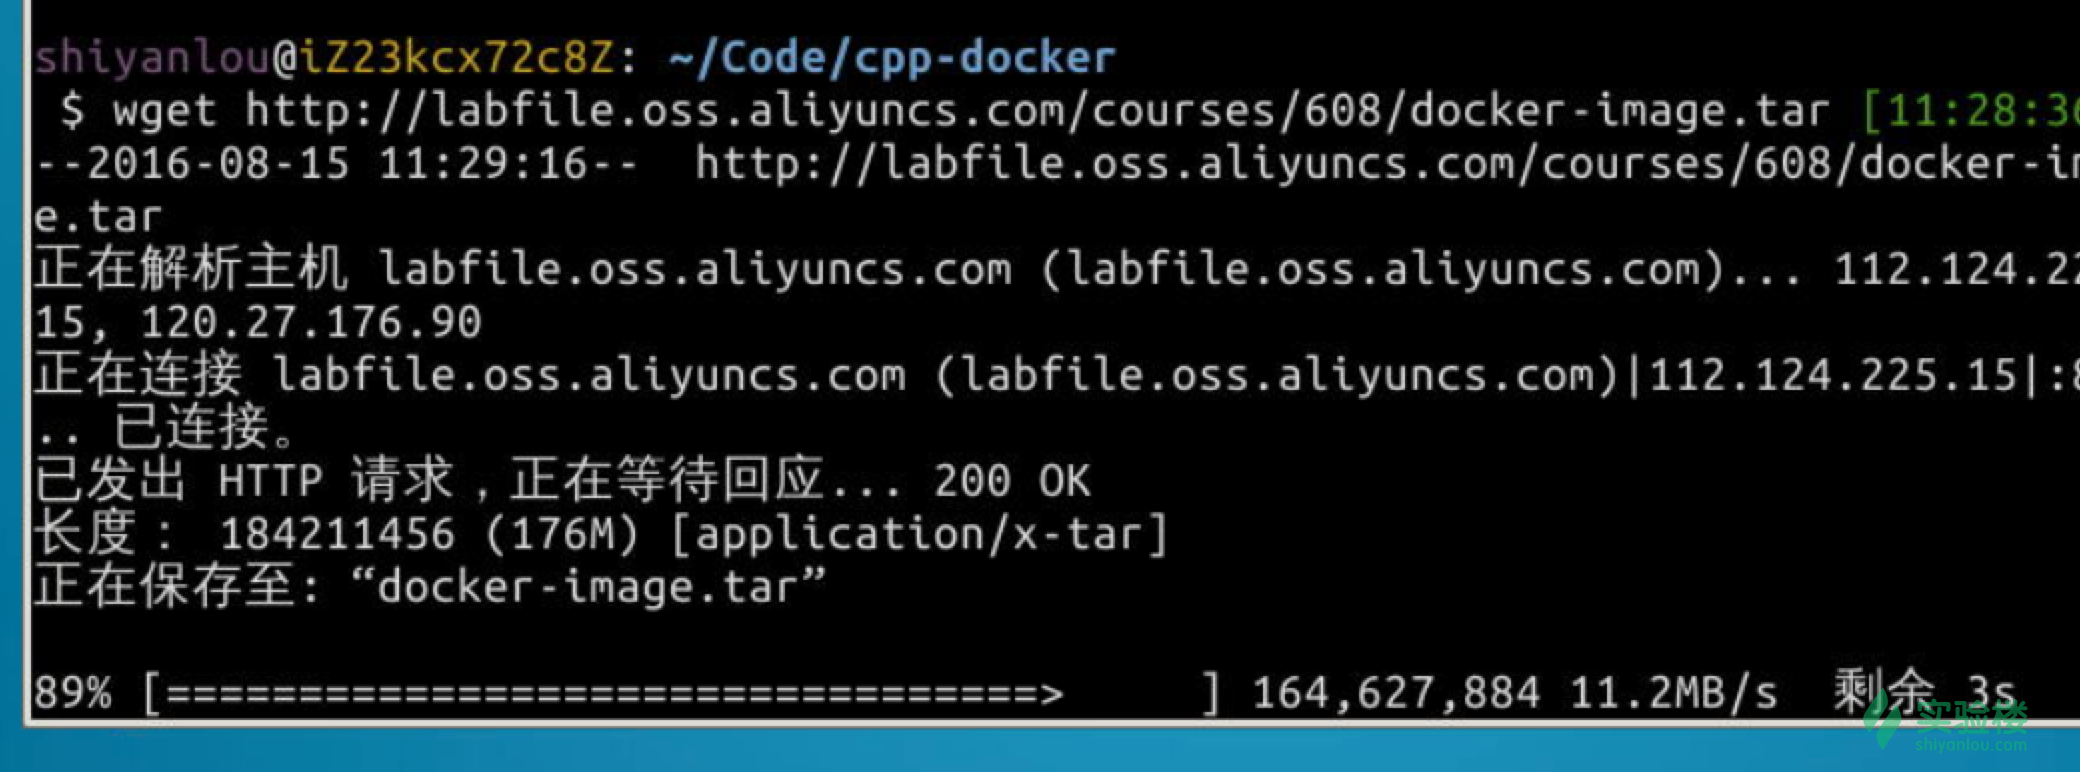 shiyanlou@iZ23kcx72c8Z: ~/Code/cpp-docker
$ wget http://labfile.oss.aliyuncs.com/courses/608/docker-image.tar [11:28:36
--2016-08-15 11:29:16--  http://labfile.oss.aliyuncs.com/courses/608/docker-im
e.tar
正在解析主机 labfile.oss.aliyuncs.com (labfile.oss.aliyuncs.com)... 112.124.22
15, 120.27.176.90
正在连接 labfile.oss.aliyuncs.com (labfile.oss.aliyuncs.com)|112.124.225.15|:8
.. 已连接。
已发出 HTTP 请求，正在等待回应... 200 OK
长度： 184211456 (176M) [application/x-tar]
正在保存至: “docker-image.tar”
89% [=================================>     ] 164,627,884 11.2MB/s  剩余 3s
实验楼
shiyanlou.com